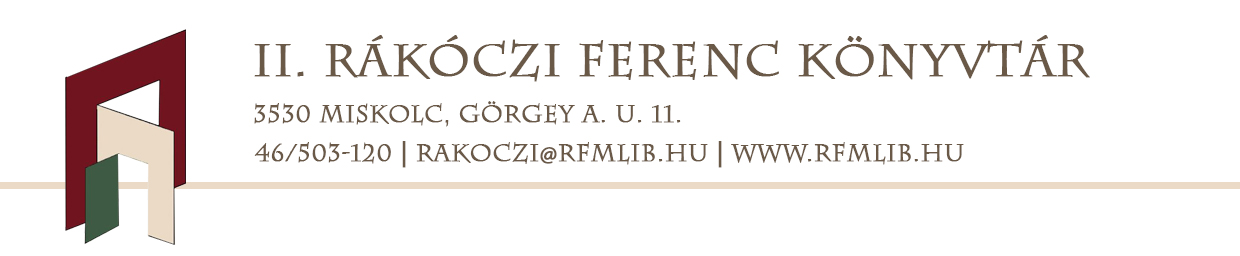 II. RÁKÓCZI FERENC KÖNYVTÁR
3530 MISKOLC, GÖRGEY A. U. 11.
46/503-120 | RAKOCZI@RFMLIB.HU | WWW.RFMLIB.HU